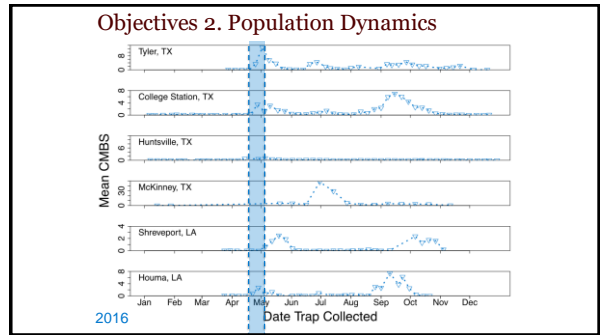 Objectives 2. Population Dynamics
Mean CMBS
Tyler, TX
0 8
College Station, TX
0 4 8
Huntsville, TX
0 6
McKinney, TX
0 30
Shreveport, LA
0 2 4
Houma, LA
0 4 8
Jan Feb Mar Apr May Jun Jul Aug Sep Oct Nov Dec
2016
Date Trap Collected